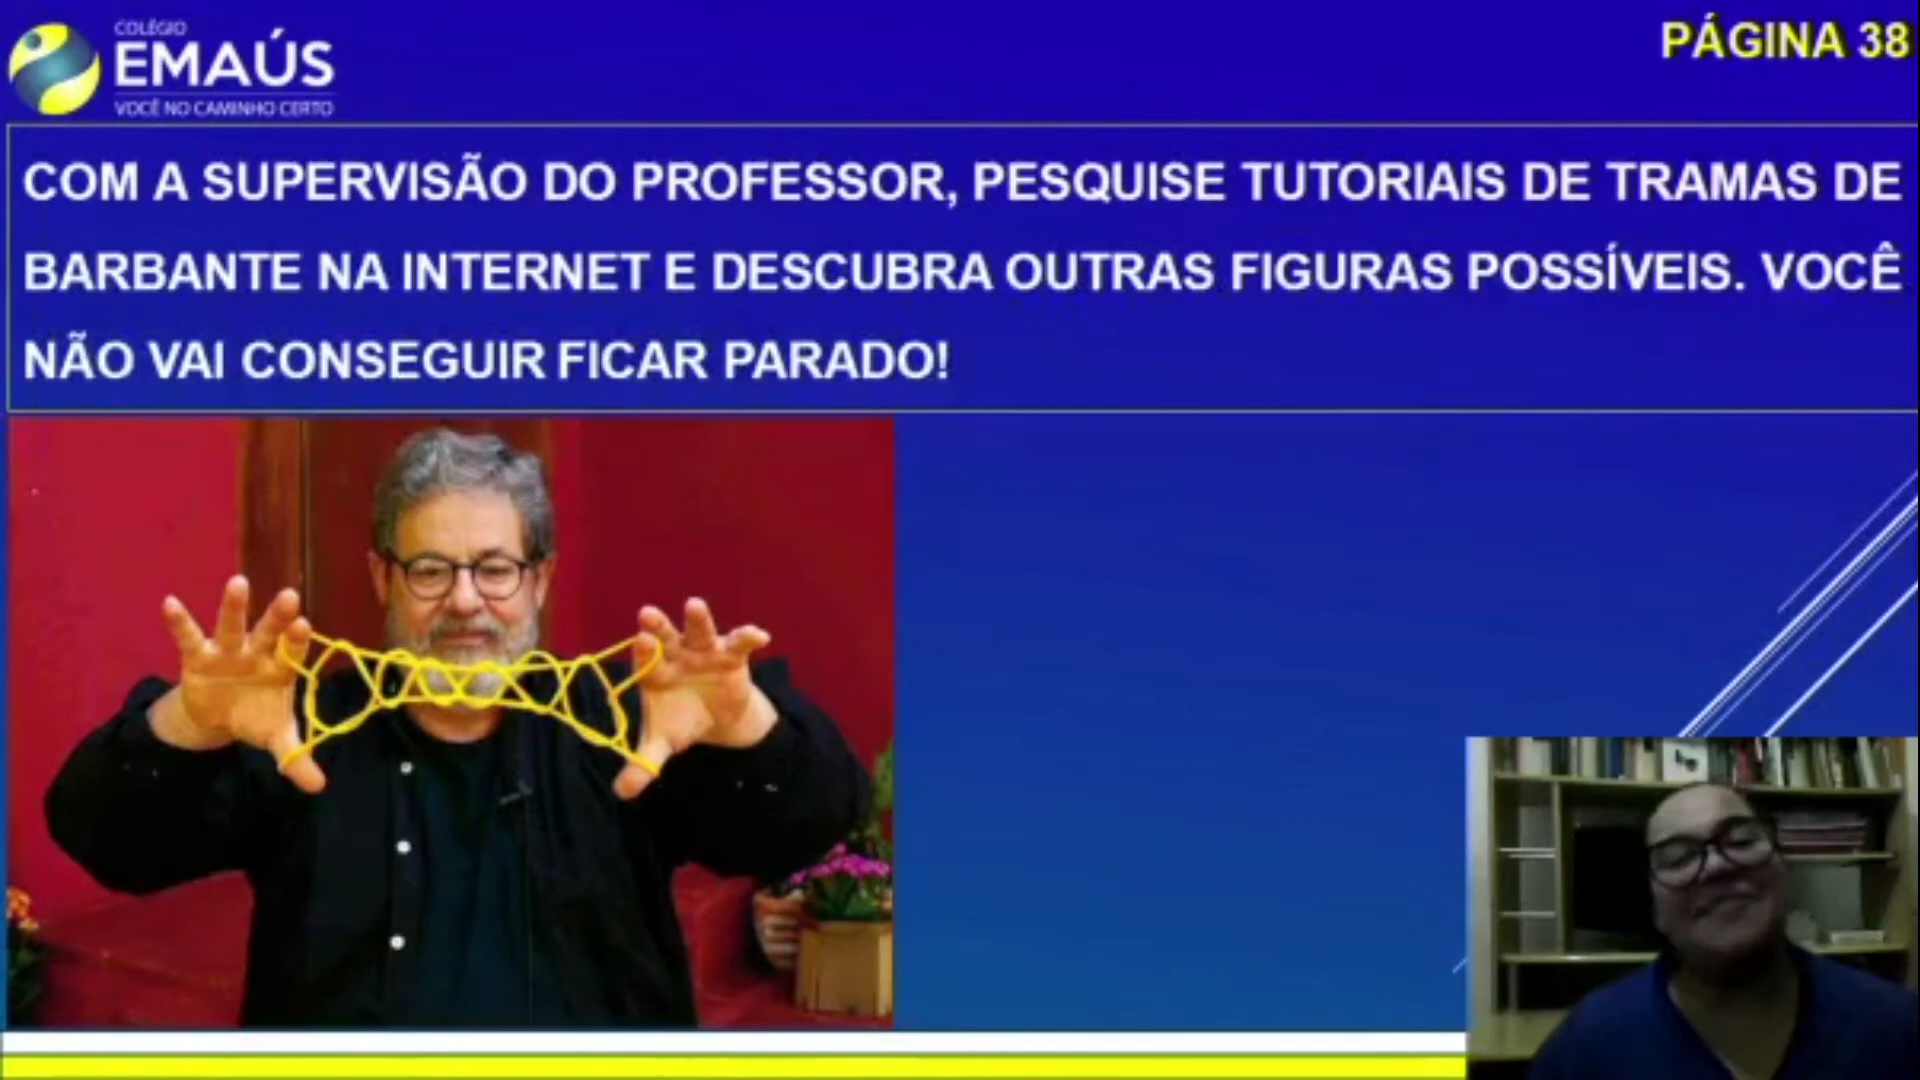 COLÉGIO
EMAÚS
VOCÊ NO CAMINHO CERTO
PÁGINA 38
COM A SUPERVISÃO DO PROFESSOR, PESQUISE TUTORIAIS DE TRAMAS DE
BARBANTE NA INTERNET E DESCUBRA OUTRAS FIGURAS POSSÍVEIS. VOCÊ
NÃO VAI CONSEGUIR FICAR PARADO!